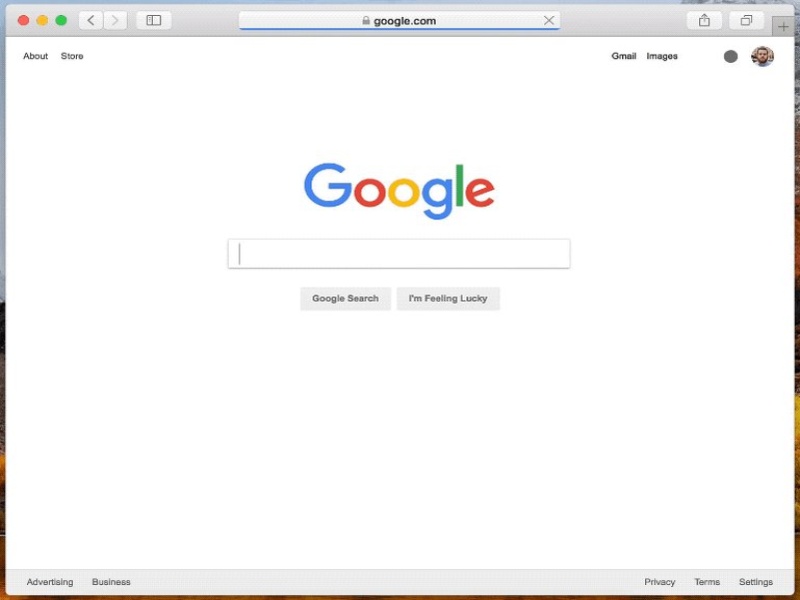 google.com
About Store Gmail Images
Google
Google Search I'm Feeling Lucky
Advertising Business Privacy Terms Settings